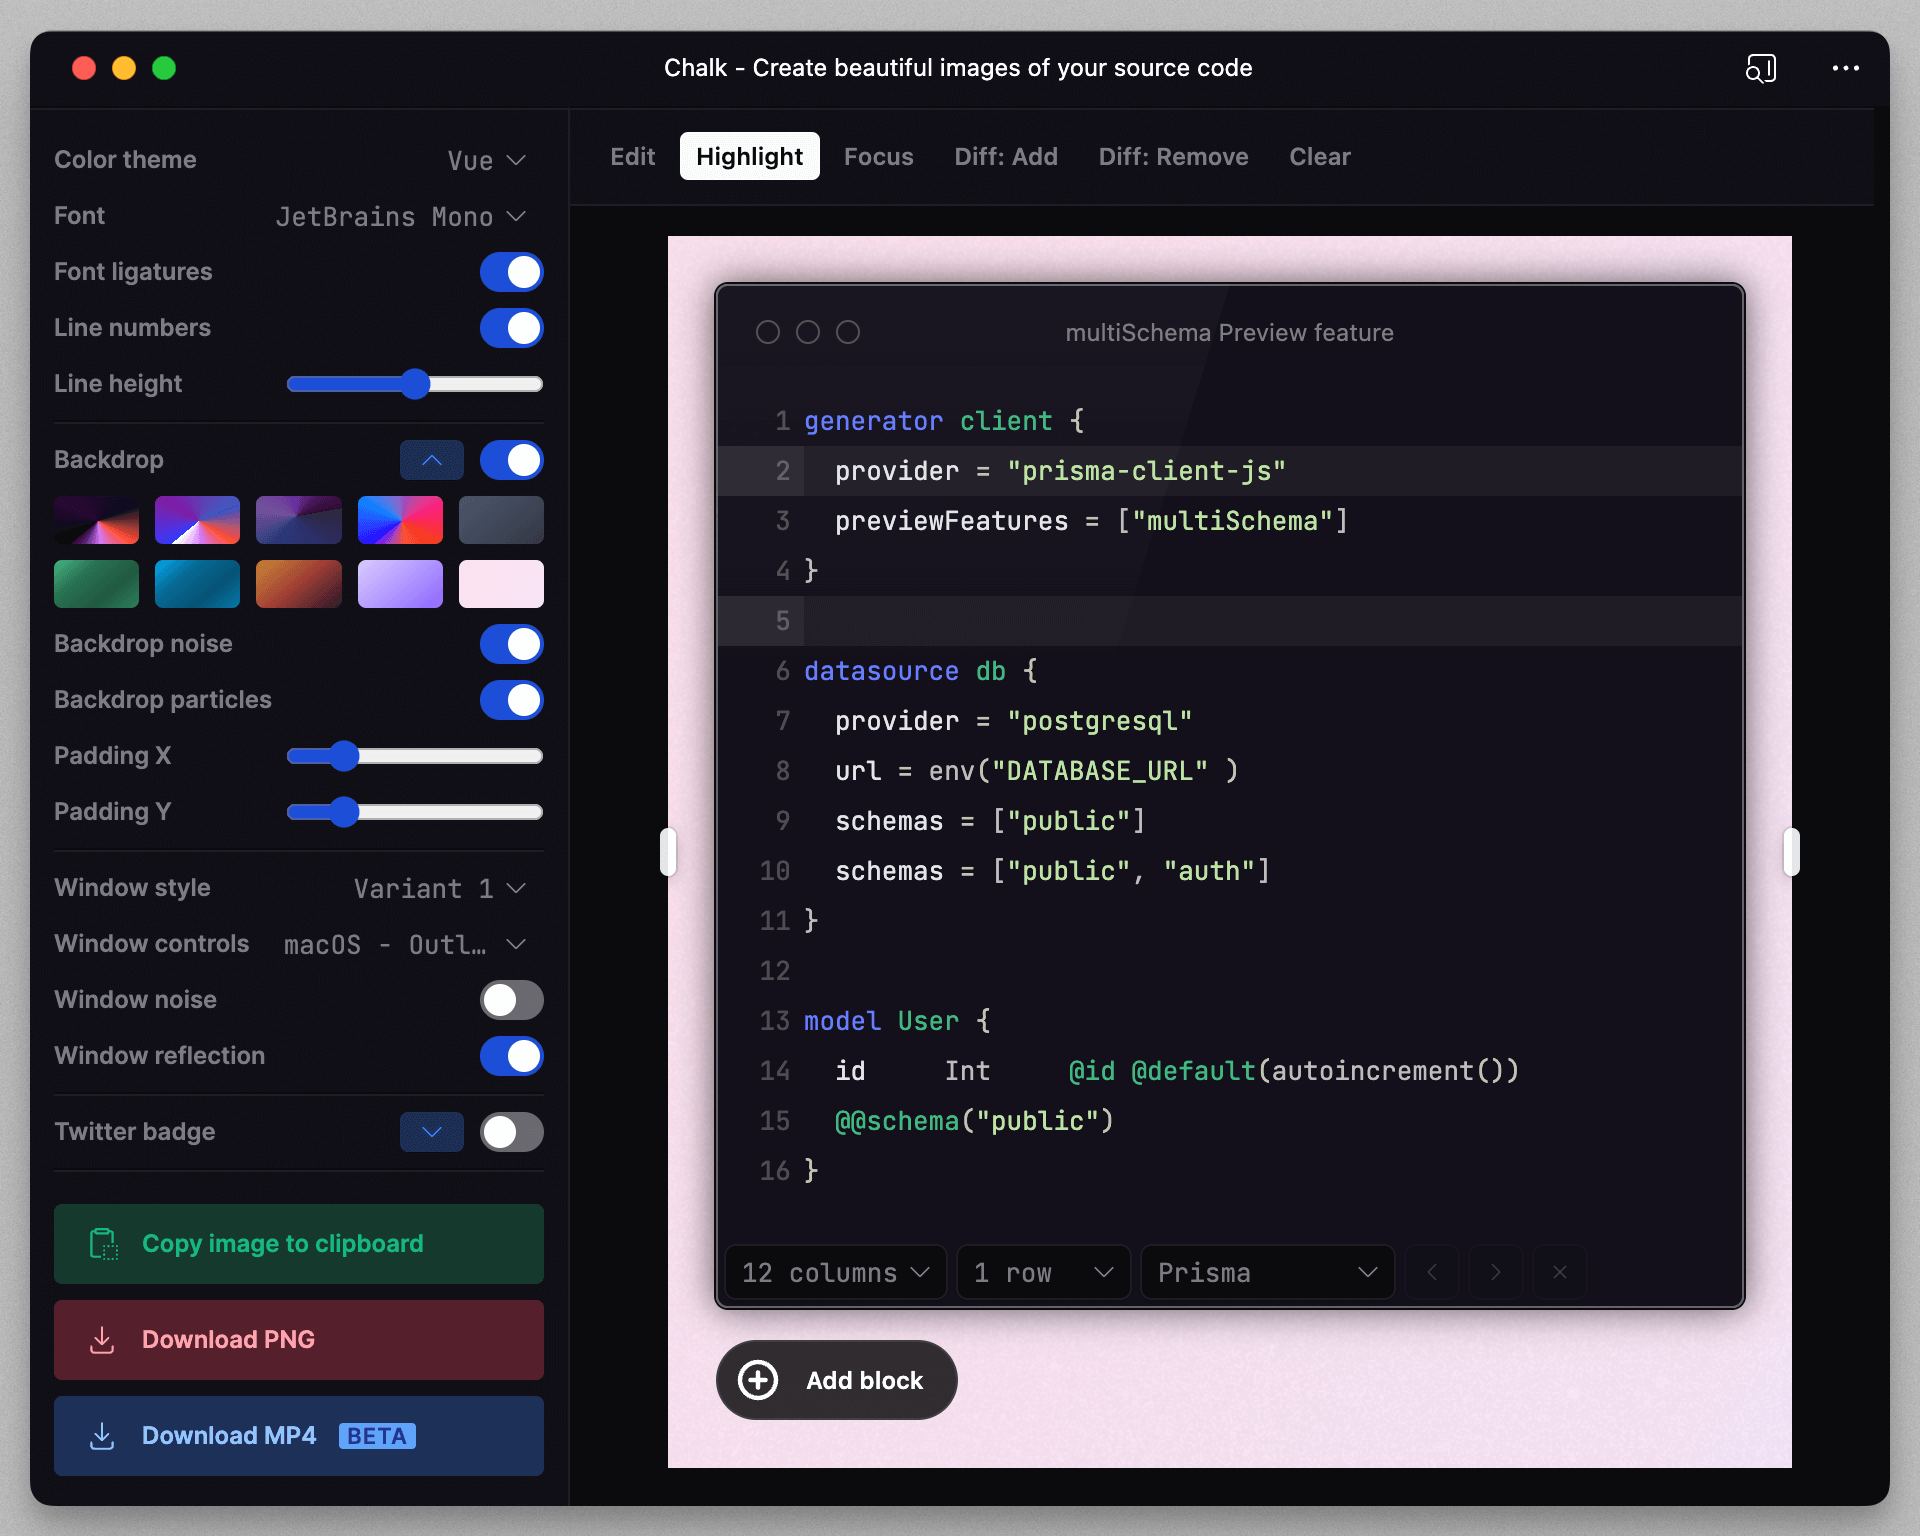 Chalk - Create beautiful images of your source code
Color theme Vue
Font JetBrains Mono
Font ligatures
Line numbers
Line height
Backdrop
Backdrop noise
Backdrop particles
Padding X
Padding Y
Window style Variant 1
Window controls macOS - Outl…
Window noise
Window reflection
Twitter badge
Copy image to clipboard
Download PNG
Download MP4 BETA
Edit Highlight Focus Diff: Add Diff: Remove Clear
multiSchema Preview feature
1 generator client {
2   provider = "prisma-client-js"
3   previewFeatures = ["multiSchema"]
4 }
5
6 datasource db {
7   provider = "postgresql"
8   url = env("DATABASE_URL" )
9   schemas = ["public"]
10   schemas = ["public", "auth"]
11 }
12
13 model User {
14   id     Int     @id @default(autoincrement())
15   @@schema("public")
16 }
12 columns 1 row Prisma
Add block